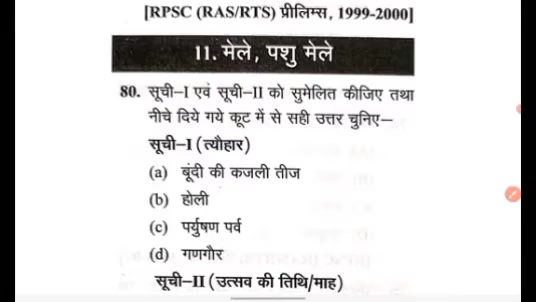 [RPSC (RAS/RTS) प्रीलिम्स, 1999-2000]
11. मेले, पशु मेले
80. सूची-I एवं सूची-II को सुमेलित कीजिए तथा
नीचे दिये गये कूट में से सही उत्तर चुनिए–
सूची-I (त्यौहार)
(a) बूंदी की कजली तीज
(b) होली
(c) पर्युषण पर्व
(d) गणगौर
सूची-II (उत्सव की तिथि/माह)